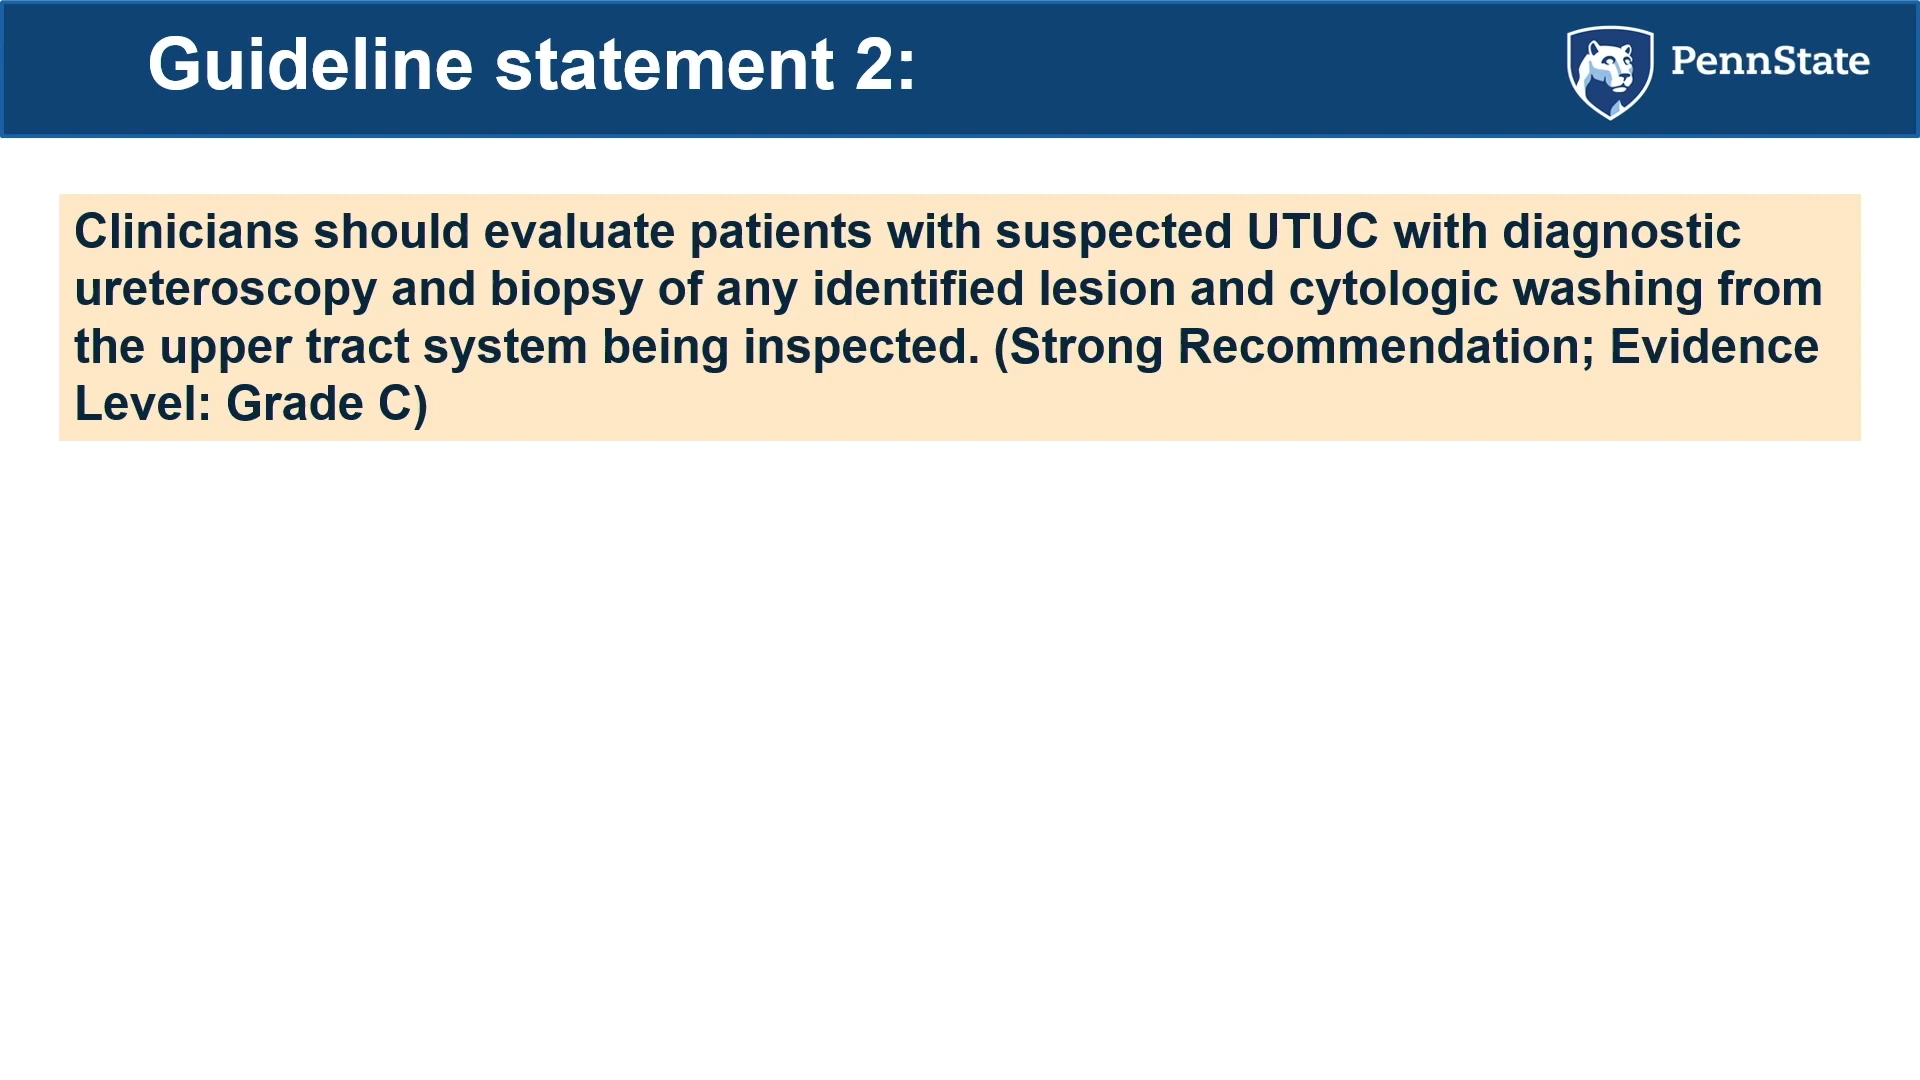 Guideline statement 2:
PennState
Clinicians should evaluate patients with suspected UTUC with diagnostic
ureteroscopy and biopsy of any identified lesion and cytologic washing from
the upper tract system being inspected. (Strong Recommendation; Evidence
Level: Grade C)